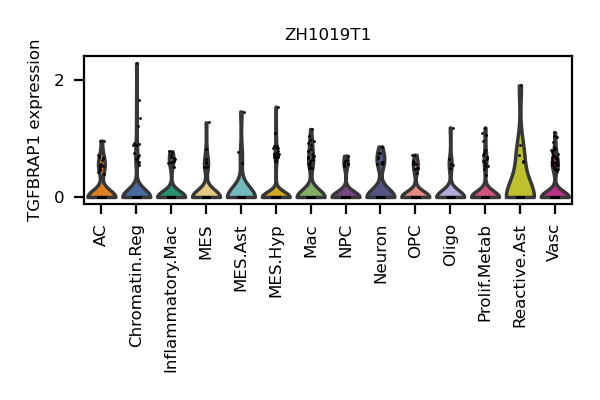 ZH1019T1
TGFBRAP1 expression
2
0
AC
Chromatin.Reg
Inflammatory.Mac
MES
MES.Ast
MES.Hyp
Mac
NPC
Neuron
OPC
Oligo
Prolif.Metab
Reactive.Ast
Vasc